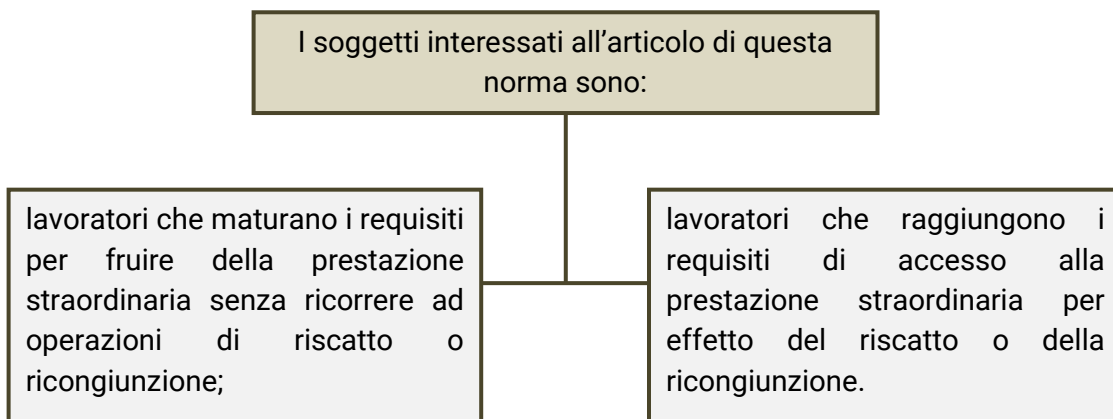 I soggetti interessati all’articolo di questa
norma sono:
lavoratori che maturano i requisiti
per fruire della prestazione
straordinaria senza ricorrere ad
operazioni di riscatto o
ricongiunzione;
lavoratori che raggiungono i
requisiti di accesso alla
prestazione straordinaria per
effetto del riscatto o della
ricongiunzione.